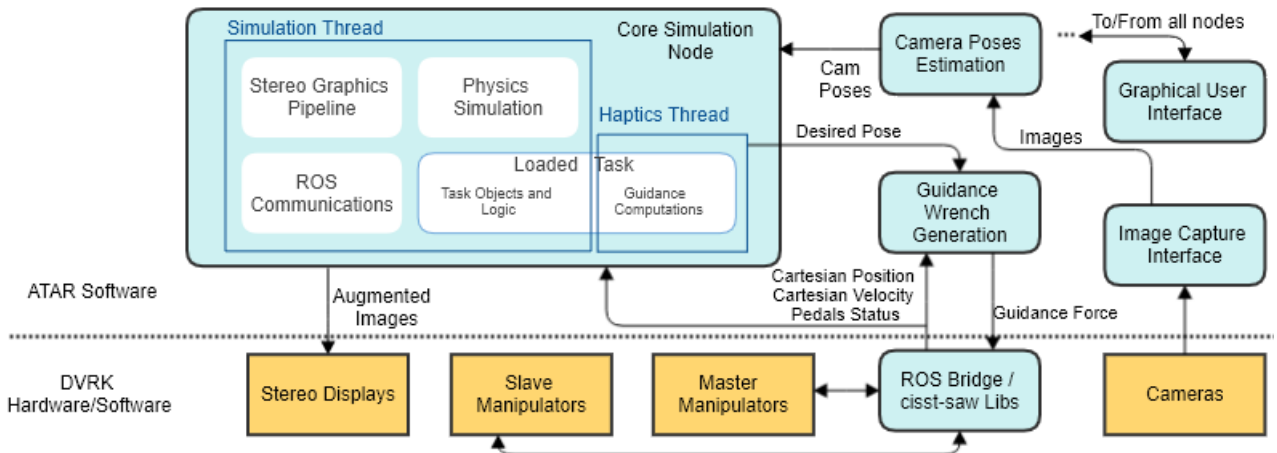 Simulation Thread
Core Simulation
Node
Stereo Graphics
Pipeline
Physics
Simulation
Haptics Thread
ROS
Communications
Loaded Task
Task Objects and
Logic
Guidance
Computations
Cam
Poses
Camera Poses
Estimation
To/From all nodes
Graphical User
Interface
Desired Pose
Images
Guidance
Wrench
Generation
Image Capture
Interface
ATAR Software
Augmented
Images
Cartesian Position
Cartesian Velocity
Pedals Status
Guidance Force
DVRK
Hardware/Software
Stereo Displays
Slave
Manipulators
Master
Manipulators
ROS Bridge /
cisst-saw Libs
Cameras